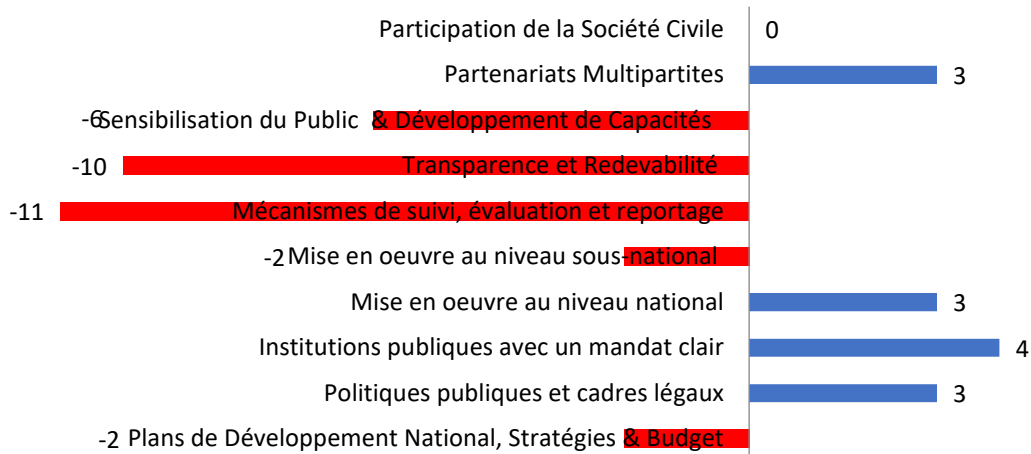 Participation de la Société Civile 0
Partenariats Multipartites 3
-6 Sensibilisation du Public & Développement de Capacités
-10 Transparence et Redevabilité
-11 Mécanismes de suivi, évaluation et reportage
-2 Mise en oeuvre au niveau sous-national
Mise en oeuvre au niveau national 3
Institutions publiques avec un mandat clair 4
Politiques publiques et cadres légaux 3
-2 Plans de Développement National, Stratégies & Budget